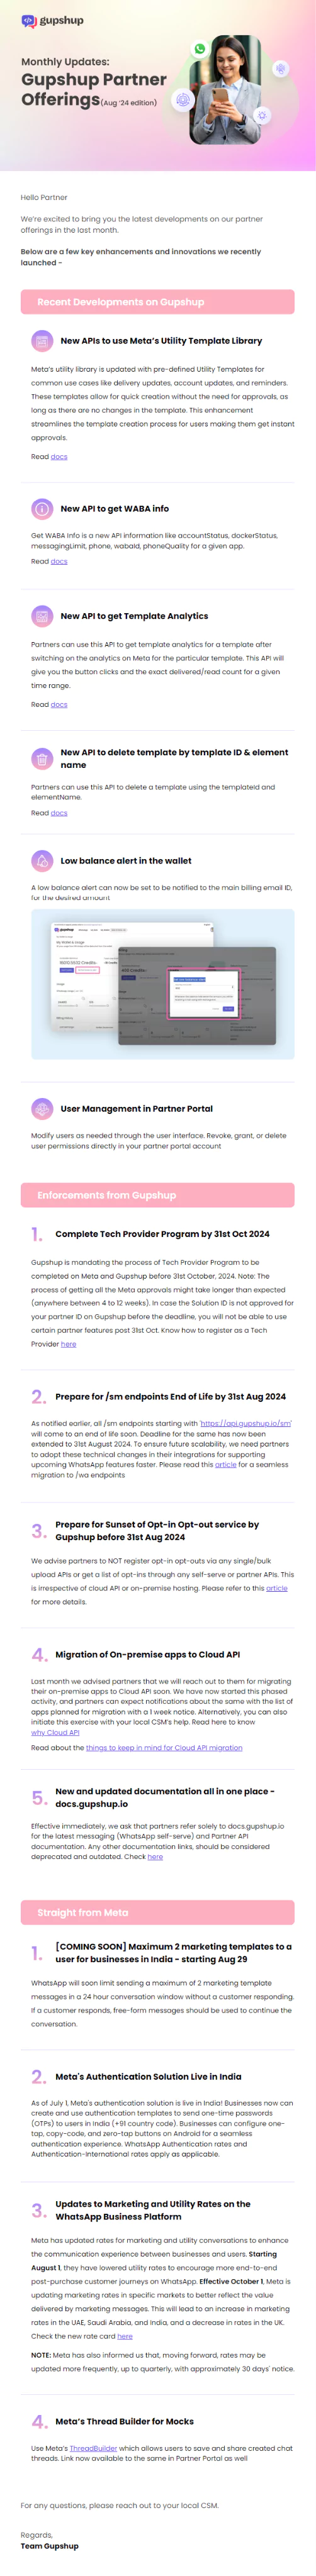 gupshup
Monthly Updates:
Gupshup Partner
Offerings (Aug '24 edition)
Hello Partner
We're excited to bring you the latest developments on our partner
offerings in the last month.
Below are a few key enhancements and innovations we recently
launched -
Recent Developments on Gupshup
New APIs to use Meta's Utility Template Library
Meta's utility library is updated with pre-defined Utility Templates for
common use cases like delivery updates, account updates, and reminders.
These templates allow for quick creation without the need for approvals, as
long as there are no changes in the template. This enhancement
streamlines the template creation process for users making them get instant
approvals.
Read docs
New API to get WABA info
Get WABA Info is a new API information like accountStatus, dockerStatus,
messagingLimit, phone, wabaId, phoneQuality for a given app.
Read docs
New API to get Template Analytics
Partners can use this API to get template analytics for a template after
switching on the analytics on Meta for the particular template. This API will
give you the button clicks and the exact delivered/read count for a given
time range.
Read docs
New API to delete template by template ID & element
name
Partners can use this API to delete a template using the templateId and
elementName.
Read docs
Low balance alert in the wallet
A low balance alert can now be set to be notified to the main billing email ID,
for the desired amount
User Management in Partner Portal
Modify users as needed through the user interface. Revoke, grant, or delete
user permissions directly in your partner portal account
Enforcements from Gupshup
1. Complete Tech Provider Program by 31st Oct 2024
Gupshup is mandating the process of Tech Provider Program to be
completed on Meta and Gupshup before 31st October, 2024. Note: The
process of getting all the Meta approvals might take longer than expected
(anywhere between 4 to 12 weeks). In case the Solution ID is not approved for
your partner ID on Gupshup before the deadline, you will not be able to use
certain partner features post 31st Oct. Know how to register as a Tech
Provider here
2. Prepare for /sm endpoints End of Life by 31st Aug 2024
As notified earlier, all /sm endpoints starting with 'https://api.gupshup.io/sm'
will come to an end of life soon. Deadline for the same has now been
extended to 31st August 2024. To ensure future scalability, we need partners
to adopt these technical changes in their integrations for supporting
upcoming WhatsApp features faster. Please read this article for a seamless
migration to /wa endpoints
3. Prepare for Sunset of Opt-in Opt-out service by
Gupshup before 31st Aug 2024
We advise partners to NOT register opt-in opt-outs via any single/bulk
upload APIs or get a list of opt-ins through any self-serve or partner APIs. This
is irrespective of cloud API or on-premise hosting. Please refer to this article
for more details.
4. Migration of On-premise apps to Cloud API
Last month we advised partners that we will reach out to them for migrating
their on-premise apps to Cloud API soon. We have now started this phased
activity, and partners can expect notifications about the same with the list of
apps planned for migration with a 1 week notice. Alternatively, you can also
initiate this exercise with your local CSM's help. Read here to know
why Cloud API
Read about the things to keep in mind for Cloud API migration
5. New and updated documentation all in one place -
docs.gupshup.io
Effective immediately, we ask that partners refer solely to docs.gupshup.io
for the latest messaging (WhatsApp self-serve) and Partner API
documentation. Any other documentation links, should be considered
deprecated and outdated. Check here
Straight from Meta
1. [COMING SOON] Maximum 2 marketing templates to a
user for businesses in India - starting Aug 29
WhatsApp will soon limit sending a maximum of 2 marketing template
messages in a 24 hour conversation window without a customer responding.
If a customer responds, free-form messages should be used to continue the
conversation.
2. Meta's Authentication Solution Live in India
As of July 1, Meta's authentication solution is live in India! Businesses now can
create and use authentication templates to send one-time passwords
(OTPs) to users in India (+91 country code). Businesses can configure one-
tap, copy-code, and zero-tap buttons on Android for a seamless
authentication experience. WhatsApp Authentication rates and
Authentication-International rates apply as applicable.
3. Updates to Marketing and Utility Rates on the
WhatsApp Business Platform
Meta has updated rates for marketing and utility conversations to enhance
the communication experience between businesses and users. Starting
August 1, they have lowered utility rates to encourage more end-to-end
post-purchase customer journeys on WhatsApp. Effective October 1, Meta is
updating marketing rates in specific markets to better reflect the value
delivered by marketing messages. This will lead to an increase in marketing
rates in the UAE, Saudi Arabia, and India, and a decrease in rates in the UK.
Check the new rate card here
NOTE: Meta has also informed us that, moving forward, rates may be
updated more frequently, up to quarterly, with approximately 30 days' notice.
4. Meta's Thread Builder for Mocks
Use Meta's ThreadBuilder which allows users to save and share created chat
threads. Link now available to the same in Partner Portal as well
For any questions, please reach out to your local CSM.
Regards,
Team Gupshup